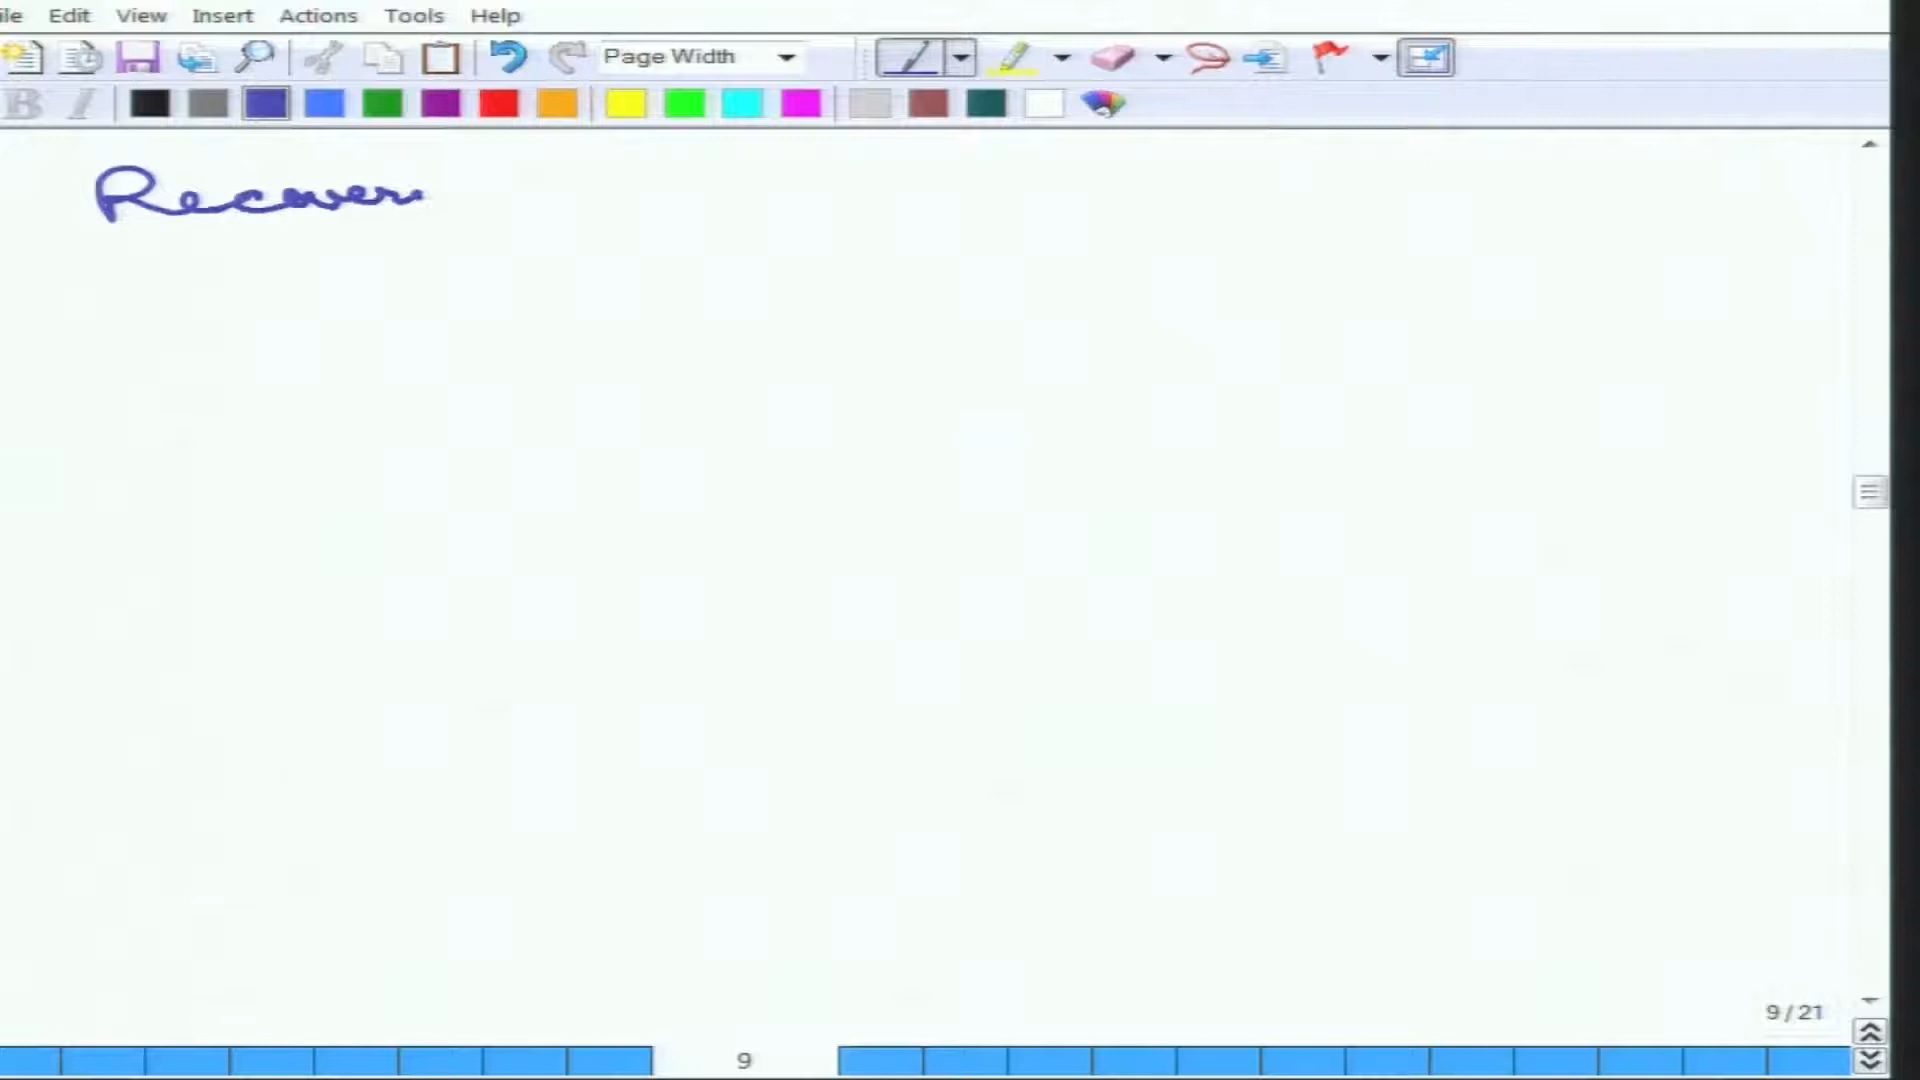 ile Edit View Insert Actions Tools Help
Page Width
B I
Recover
9 / 21
9